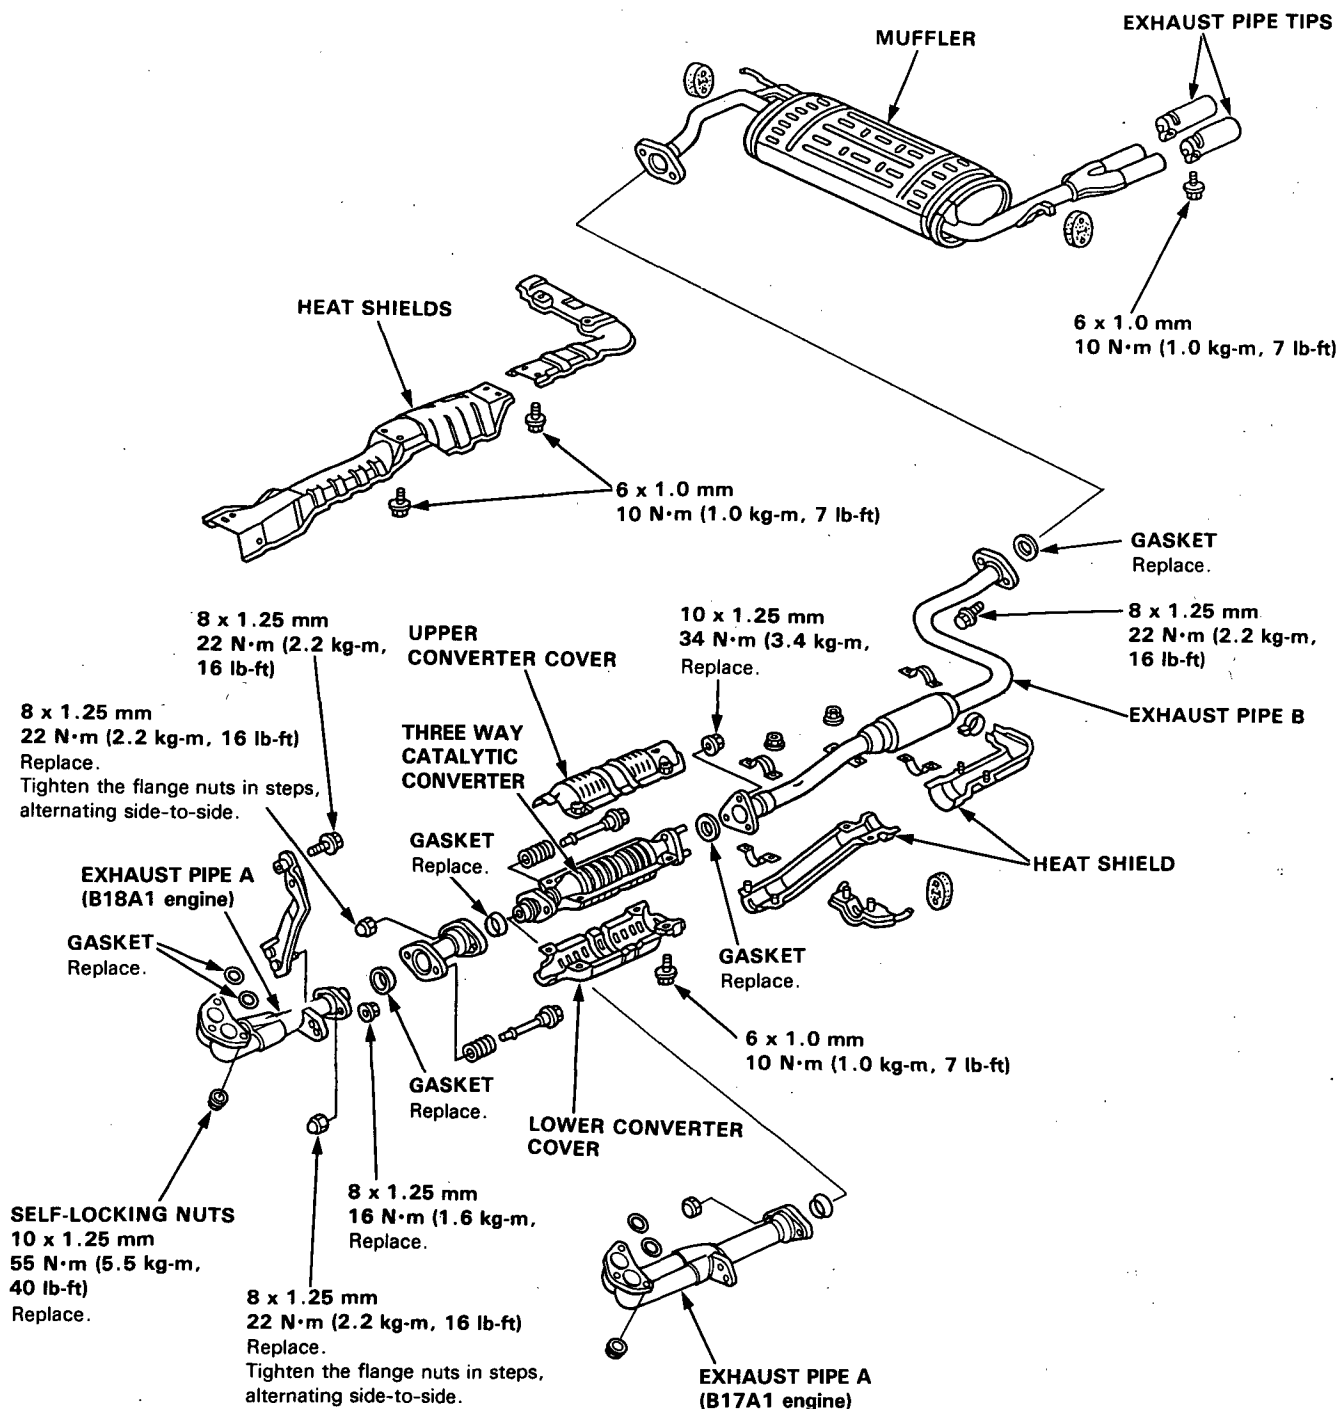 EXHAUST PIPE TIPS
MUFFLER
HEAT SHIELDS
6 x 1.0 mm
10 N·m (1.0 kg-m, 7 lb-ft)
6 x 1.0 mm
10 N·m (1.0 kg-m, 7 lb-ft)
GASKET
Replace.
8 x 1.25 mm
22 N·m (2.2 kg-m,
16 lb-ft)
UPPER
CONVERTER COVER
10 x 1.25 mm
34 N·m (3.4 kg-m,
Replace.
8 x 1.25 mm
22 N·m (2.2 kg-m,
16 lb-ft)
8 x 1.25 mm
22 N·m (2.2 kg-m, 16 lb-ft)
Replace.
Tighten the flange nuts in steps,
alternating side-to-side.
THREE WAY
CATALYTIC
CONVERTER
EXHAUST PIPE B
GASKET
Replace.
EXHAUST PIPE A
(B18A1 engine)
HEAT SHIELD
GASKET
Replace.
GASKET
Replace.
6 x 1.0 mm
10 N·m (1.0 kg-m, 7 lb-ft)
GASKET
Replace.
LOWER CONVERTER
COVER
SELF-LOCKING NUTS
10 x 1.25 mm
55 N·m (5.5 kg-m,
40 lb-ft)
Replace.
8 x 1.25 mm
16 N·m (1.6 kg-m,
Replace.
8 x 1.25 mm
22 N·m (2.2 kg-m, 16 lb-ft)
Replace.
Tighten the flange nuts in steps,
alternating side-to-side.
EXHAUST PIPE A
(B17A1 engine)